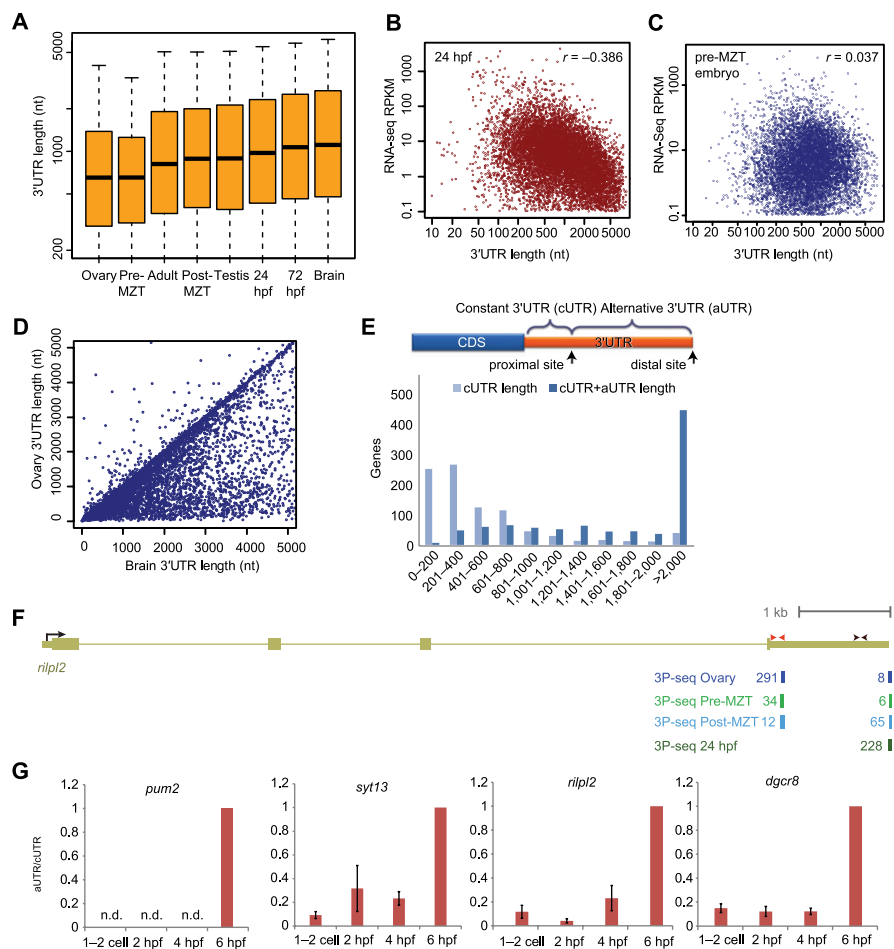 A
B
C
5000
1000
200
3'UTR length (nt)
Ovary Pre-MZT Adult Post-MZT Testis 24 hpf 72 hpf Brain
24 hpf
r = –0.386
RNA-seq RPKM
1000
100
10
1
0.1
10 20 50 100 200 500 2000 5000
3'UTR length (nt)
pre-MZT embryo
r = 0.037
RNA-Seq RPKM
1000
10
1
0.1
10 20 50 100 200 500 2000 5000
3'UTR length (nt)
D
Ovary 3'UTR length (nt)
5000
4000
3000
2000
1000
0
0 1000 2000 3000 4000 5000
Brain 3'UTR length (nt)
E
Constant 3'UTR (cUTR) Alternative 3'UTR (aUTR)
CDS
3'UTR
proximal site
distal site
cUTR length
cUTR+aUTR length
Genes
500
400
300
200
100
0
0–200
201–400
401–600
601–800
801–1000
1,001–1,200
1,201–1,400
1,401–1,600
1,601–1,800
1,801–2,000
>2,000
F
1 kb
rilpl2
3P-seq Ovary 291 8
3P-seq Pre-MZT 34 6
3P-seq Post-MZT 12 65
3P-seq 24 hpf 228
G
aUTR/cUTR
pum2
1.2
1
0.8
0.6
0.4
0.2
0
n.d. n.d. n.d.
1–2 cell 2 hpf 4 hpf 6 hpf
syt13
1.2
1
0.8
0.6
0.4
0.2
0
1–2 cell 2 hpf 4 hpf 6 hpf
rilpl2
1.2
1
0.8
0.6
0.4
0.2
0
1–2 cell 2 hpf 4 hpf 6 hpf
dgcr8
1.2
1
0.8
0.6
0.4
0.2
0
1–2 cell 2 hpf 4 hpf 6 hpf